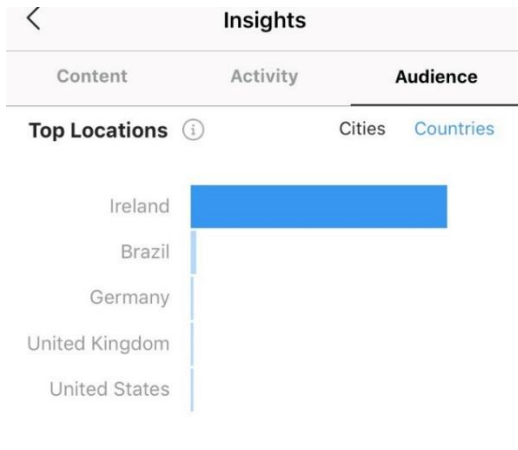 Insights
Content Activity Audience
Top Locations Cities Countries
Ireland
Brazil
Germany
United Kingdom
United States